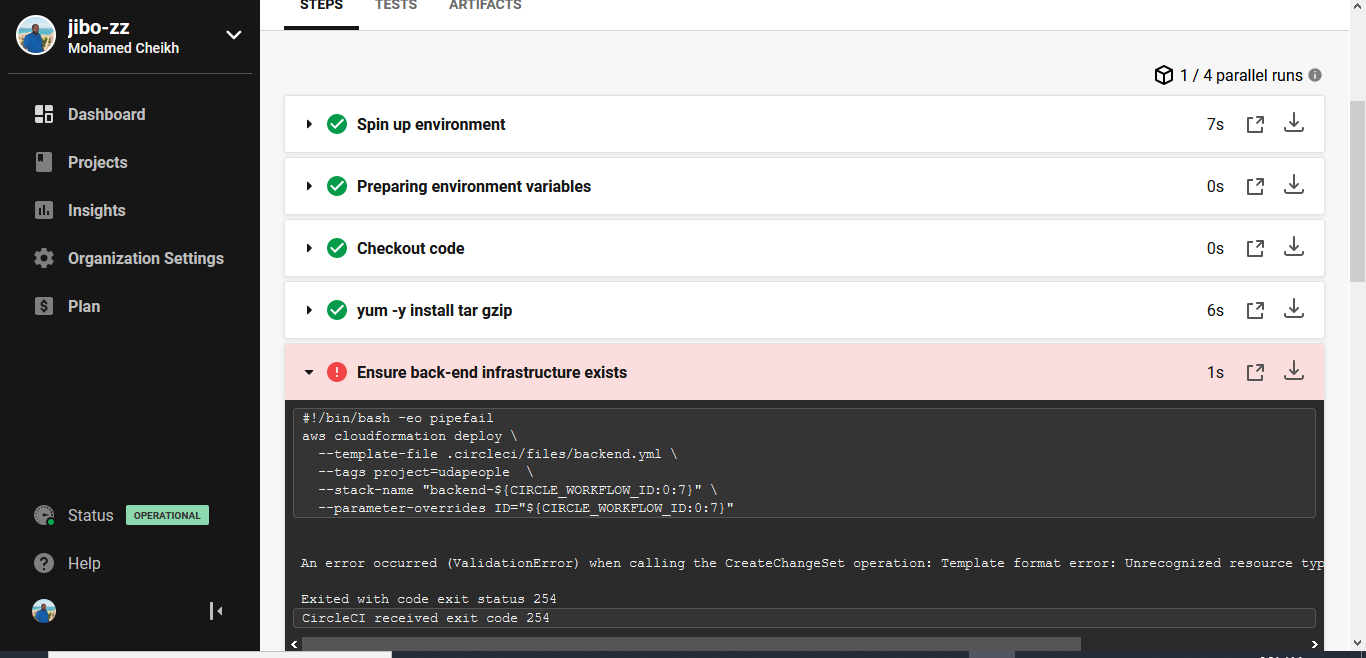 jibo-zz
Mohamed Cheikh
Dashboard
Projects
Insights
Organization Settings
Plan
Status OPERATIONAL
Help
STEPS TESTS ARTIFACTS
1 / 4 parallel runs
Spin up environment 7s
Preparing environment variables 0s
Checkout code 0s
yum -y install tar gzip 6s
Ensure back-end infrastructure exists 1s
#!/bin/bash -eo pipefail
aws cloudformation deploy \
--template-file .circleci/files/backend.yml \
--tags project=udapeople \
--stack-name "backend-${CIRCLE_WORKFLOW_ID:0:7}" \
--parameter-overrides ID="${CIRCLE_WORKFLOW_ID:0:7}"
An error occurred (ValidationError) when calling the CreateChangeSet operation: Template format error: Unrecognized resource typ
Exited with code exit status 254
CircleCI received exit code 254